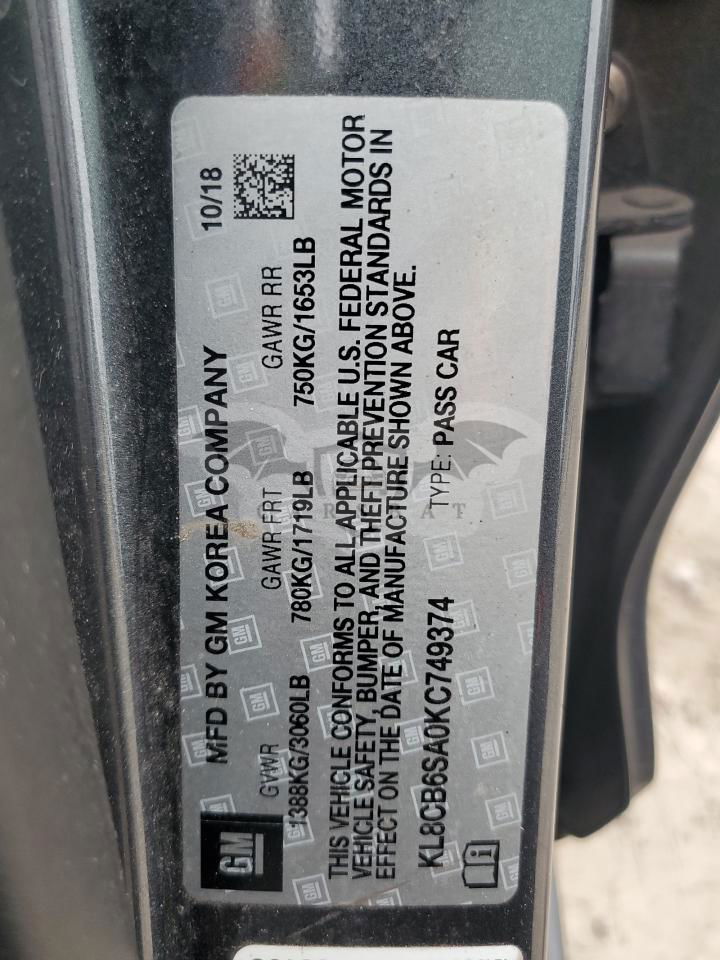 GM
MFD BY GM KOREA COMPANY 10/18
GVWR GAWR FRT GAWR RR
1388KG/3060LB 780KG/1719LB 750KG/1653LB
THIS VEHICLE CONFORMS TO ALL APPLICABLE U.S. FEDERAL MOTOR
VEHICLE SAFETY, BUMPER, AND THEFT PREVENTION STANDARDS IN
EFFECT ON THE DATE OF MANUFACTURE SHOWN ABOVE.
KL8CB6SA0KC749374 TYPE: PASS CAR